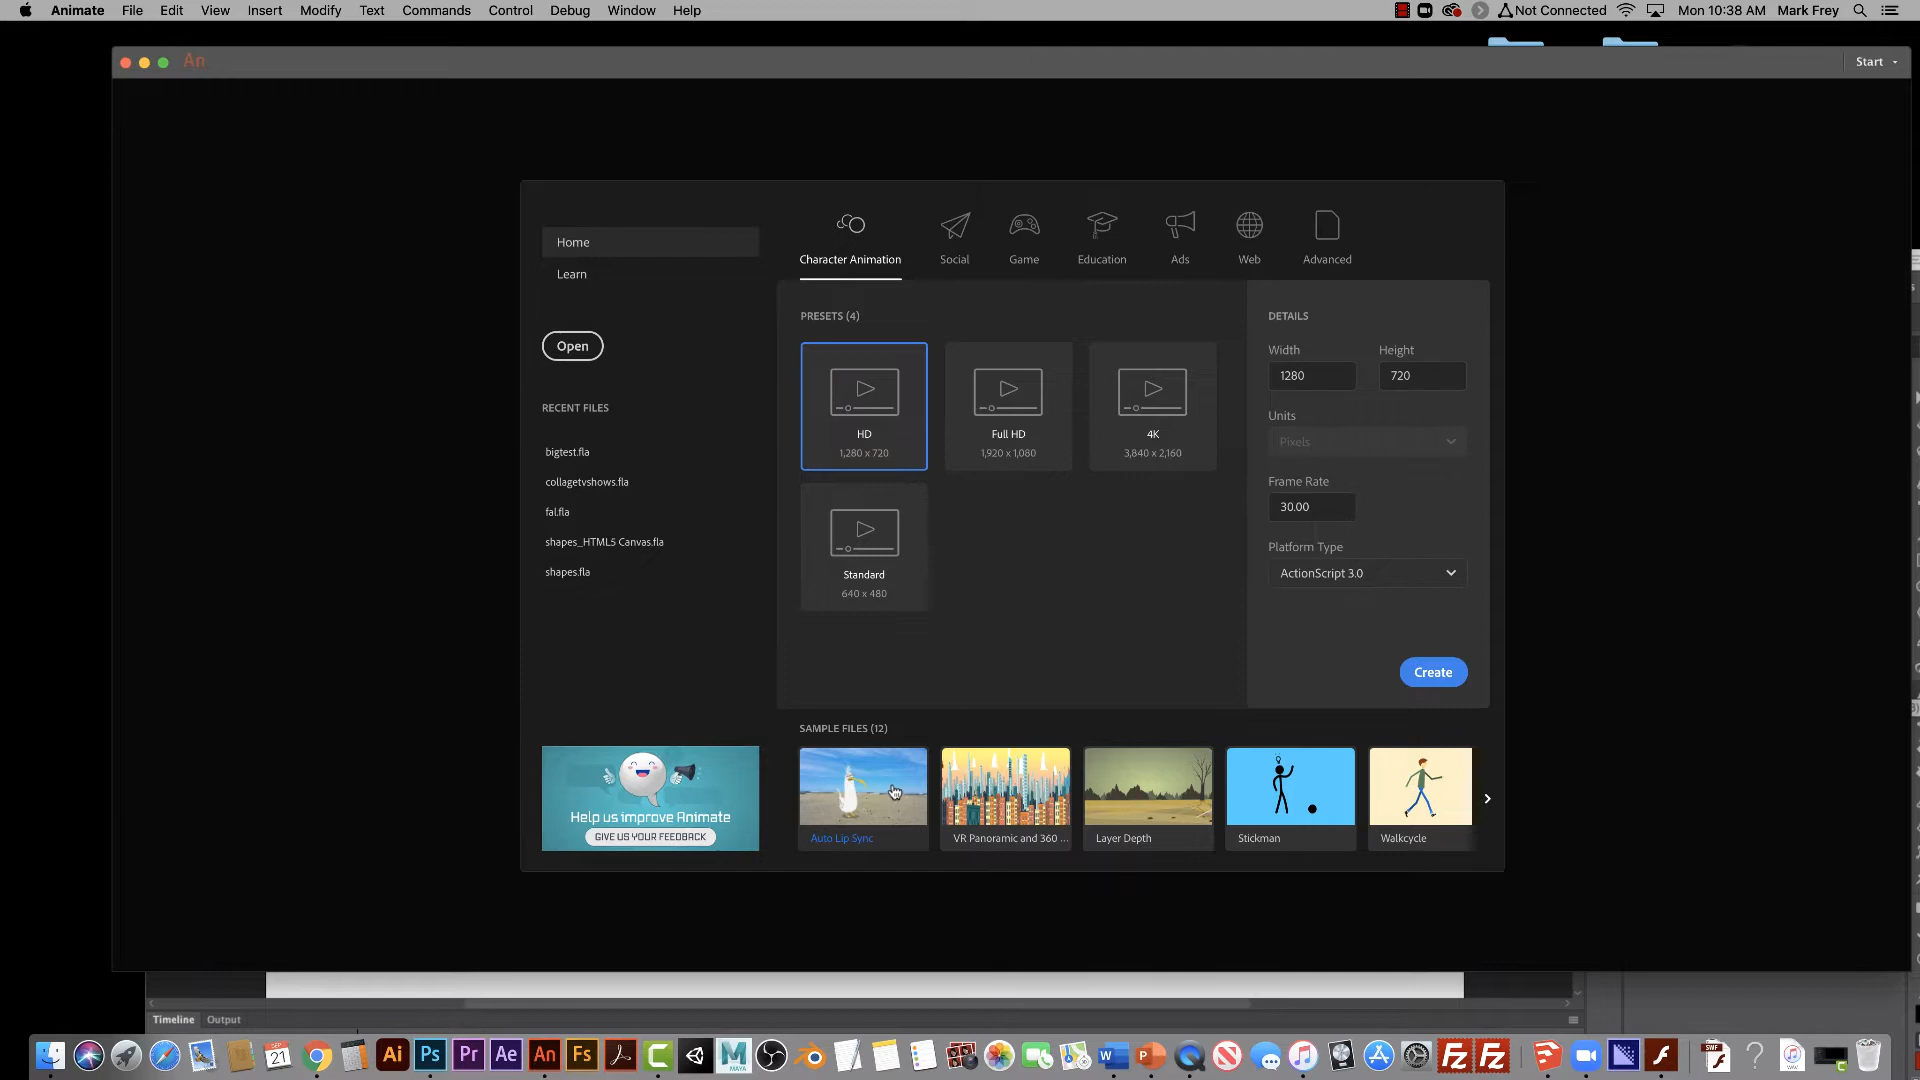 Animate File Edit View Insert Modify Text Commands Control Debug Window Help Not Connected Mon 10:38 AM Mark Frey
An
Start
Home
Learn
Open
RECENT FILES
bigtest.fla
collagetvshows.fla
fal.fla
shapes_HTML5 Canvas.fla
shapes.fla
Help us improve Animate
GIVE US YOUR FEEDBACK
Character Animation
Social
Game
Education
Ads
Web
Advanced
PRESETS (4)
HD
1,280 x 720
Full HD
1,920 x 1,080
4K
3,840 x 2,160
Standard
640 x 480
DETAILS
Width Height
1280 720
Units
Pixels
Frame Rate
30.00
Platform Type
ActionScript 3.0
Create
SAMPLE FILES (12)
Auto Lip Sync
VR Panoramic and 360 ...
Layer Depth
Stickman
Walkcycle
Timeline Output
SEP
21
Ai Ps Pr Ae An Fs
MAYA
W P
SWF
WAV